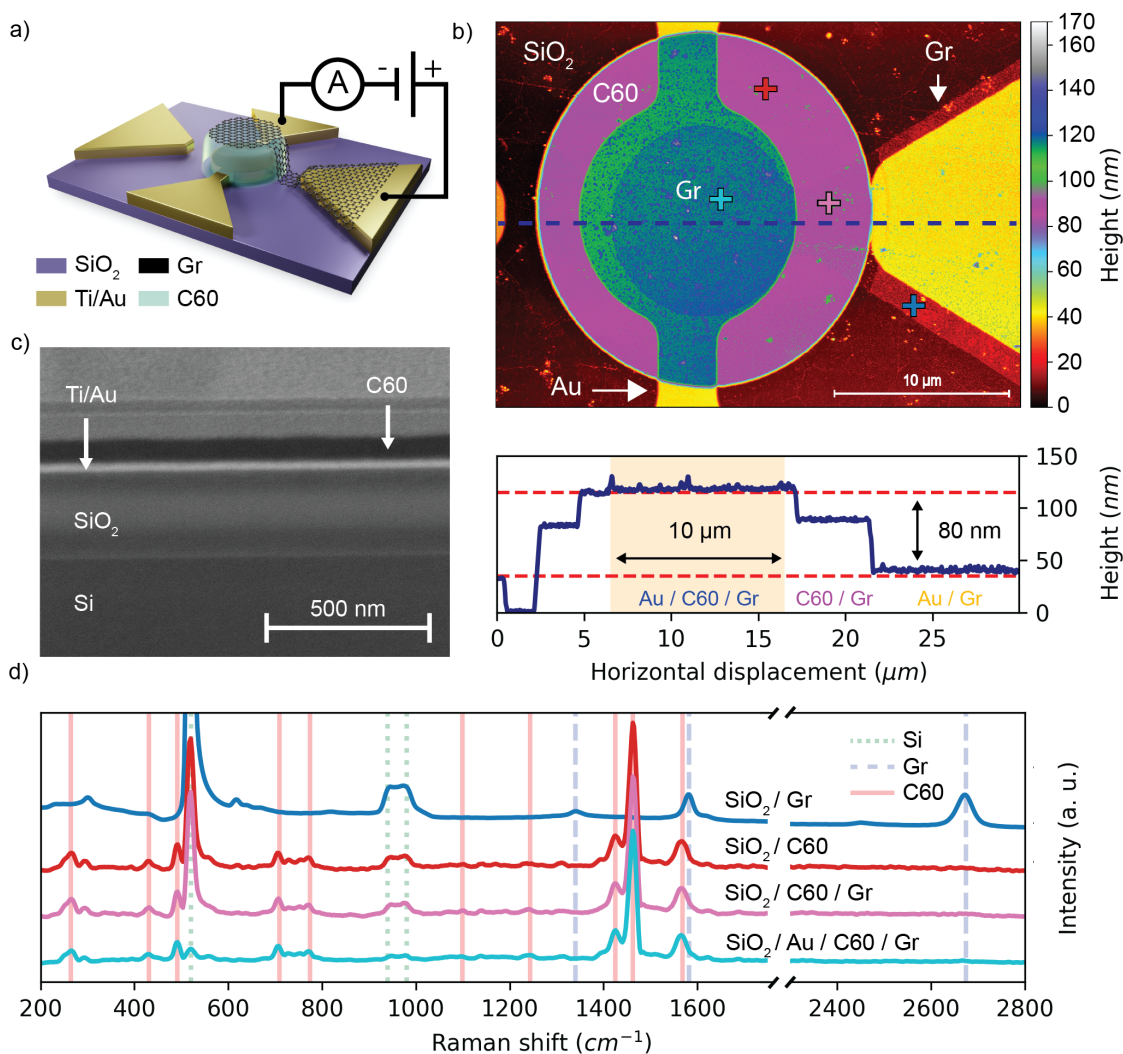 a)
A
-
+
SiO₂
Gr
Ti/Au
C60
b)
SiO₂
C60
Gr
Gr
Au
10 µm
170
160
140
120
100
80
60
40
20
0
Height (nm)
c)
Ti/Au
C60
SiO₂
Si
500 nm
150
100
50
0
Height (nm)
10 µm
80 nm
Au / C60 / Gr
C60 / Gr
Au / Gr
0
5
10
15
20
25
Horizontal displacement (µm)
d)
Si
Gr
C60
SiO₂ / Gr
SiO₂ / C60
SiO₂ / C60 / Gr
SiO₂ / Au / C60 / Gr
Intensity (a. u.)
200
400
600
800
1000
1200
1400
1600
2400
2600
2800
Raman shift (cm⁻¹)